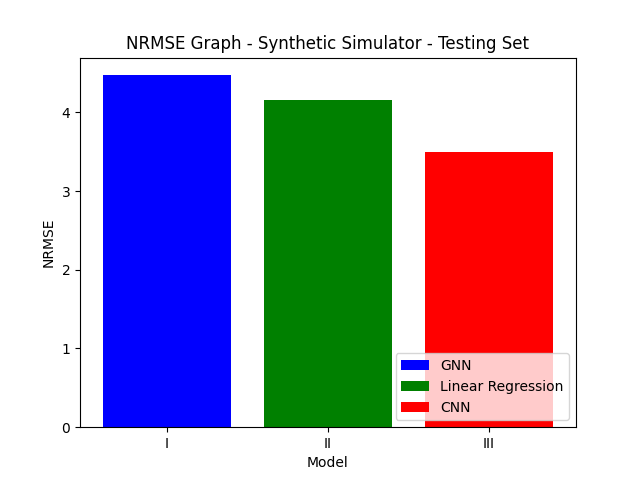 NRMSE Graph - Synthetic Simulator - Testing Set
NRMSE
4
3
2
1
0
I
II
III
Model
GNN
Linear Regression
CNN